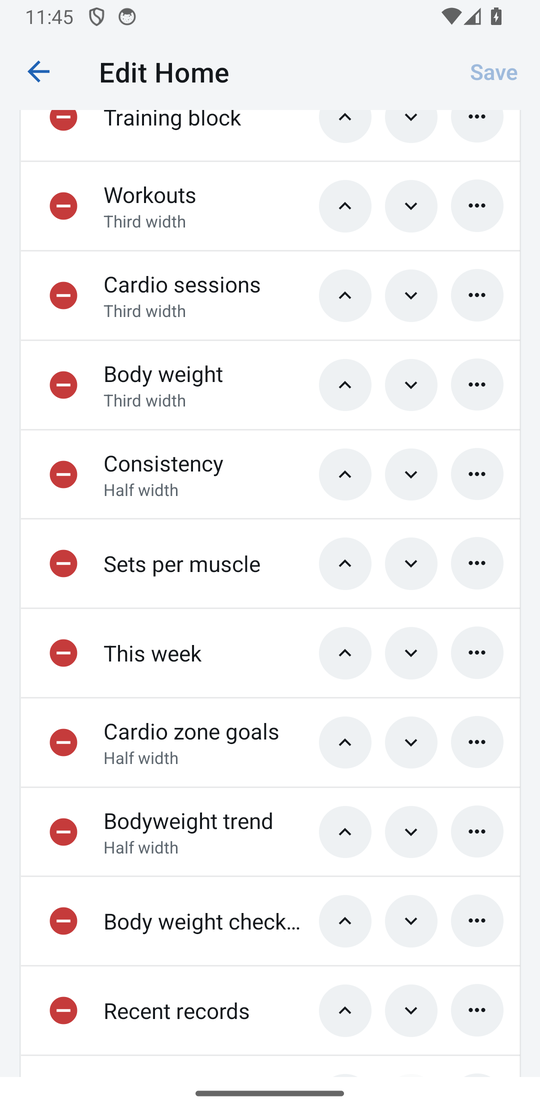 11:45
Edit Home
Save
Training block
Workouts
Third width
Cardio sessions
Third width
Body weight
Third width
Consistency
Half width
Sets per muscle
This week
Cardio zone goals
Half width
Bodyweight trend
Half width
Body weight check...
Recent records